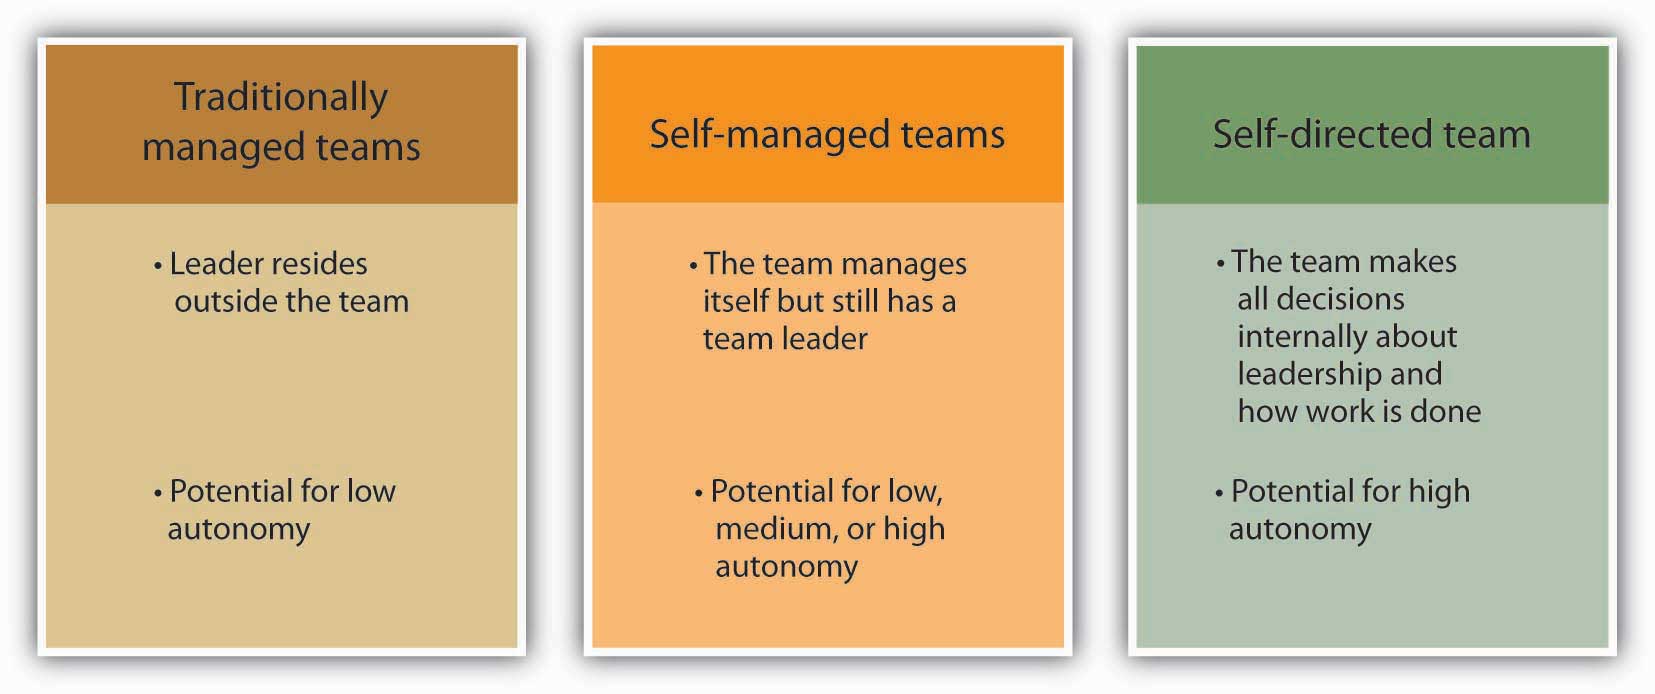 Traditionally
managed teams
• Leader resides
outside the team
• Potential for low
autonomy
Self-managed teams
• The team manages
itself but still has a
team leader
• Potential for low,
medium, or high
autonomy
Self-directed team
• The team makes
all decisions
internally about
leadership and
how work is done
• Potential for high
autonomy